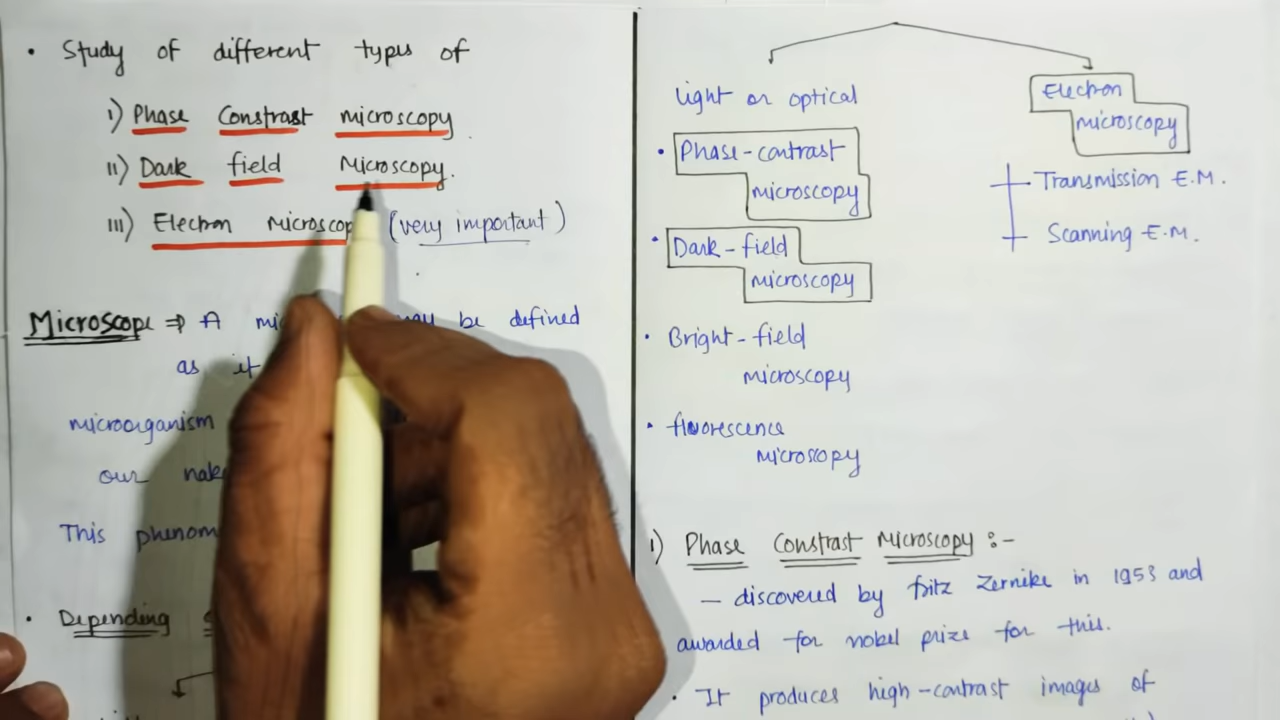 • Study of different types of
i) Phase Constrast microscopy.
ii) Dark field Microscopy.
iii) Electron (very important)
Microscope ⇒ A may be defined
as it
microorganism
our
This
• Depending
light or optical
• Phase-contrast
microscopy
• Dark-field
microscopy
• Bright-field
microscopy
• fluorescence
microscopy
Electron
microscopy
Transmission E.M.
Scanning E.M.
i) Phase Constrast Microscopy :-
— discovered by fritz Zernike in 1953 and
awarded for nobel prize for this.
• It produces high-contrast images of